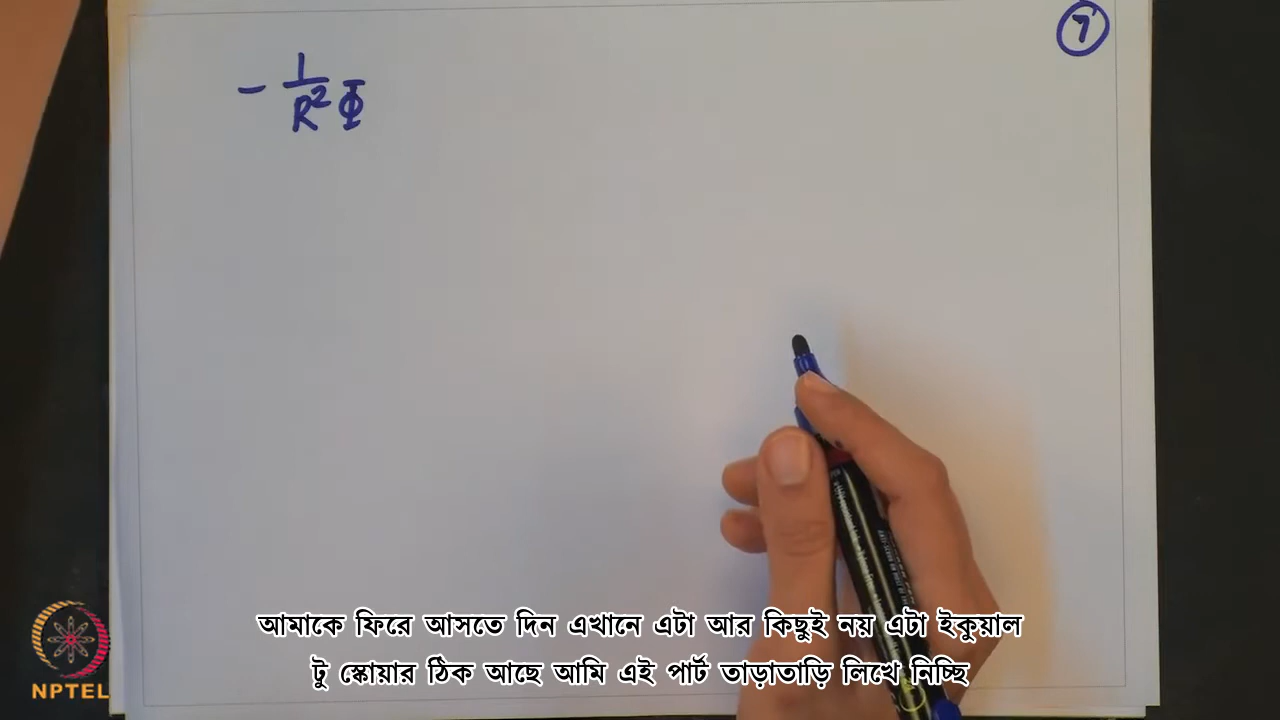 7
- 1/R² Φ
আমাকে ফিরে আসতে দিন এখানে এটা আর কিছুই নয় এটা ইকুয়াল
টু স্কোয়ার ঠিক আছে আমি এই পার্ট তাড়াতাড়ি লিখে নিচ্ছি
NPTEL